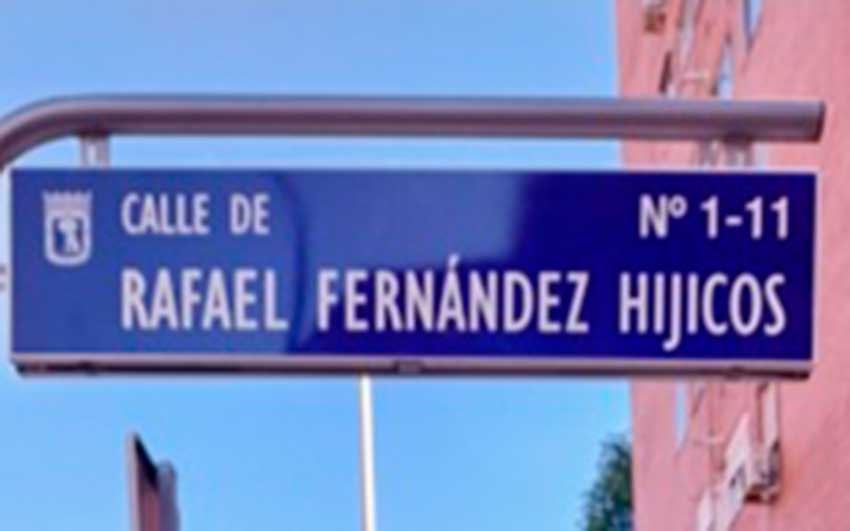 CALLE DE
Nº 1-11
RAFAEL FERNÁNDEZ HIJICOS